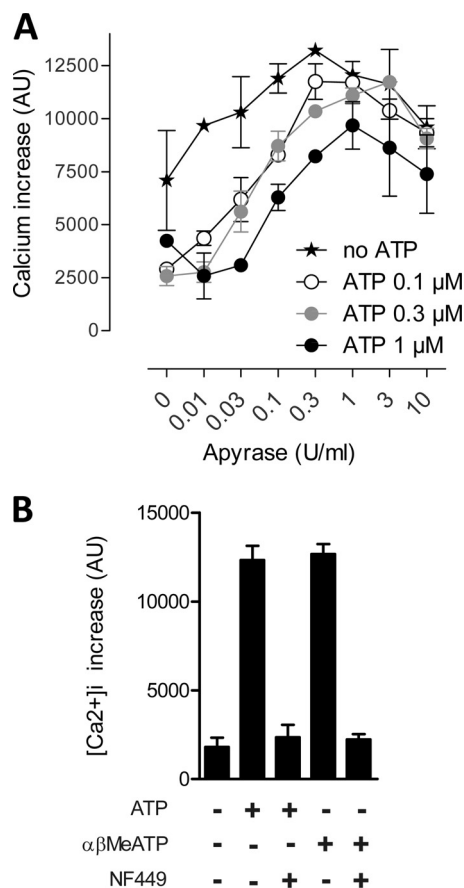 A
Calcium increase (AU)
12500
10000
7500
5000
2500
0
no ATP
ATP 0.1 µM
ATP 0.3 µM
ATP 1 µM
0 0.01 0.03 0.1 0.3 1 3 10
Apyrase (U/ml)
B
[Ca2+]i increase (AU)
15000
10000
5000
0
ATP - + + - -
αβMeATP - - - + +
NF449 - - + - +